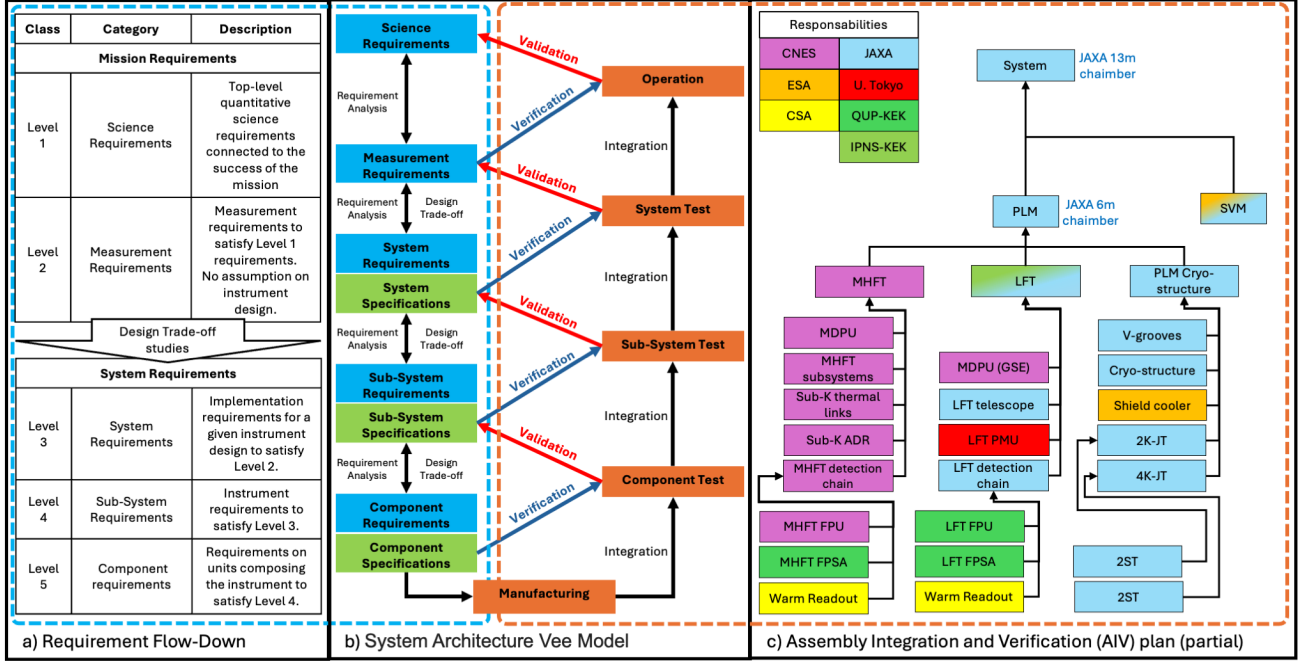 Class
Category
Description
Mission Requirements
Level
1
Science
Requirements
Top-level
quantitative
science
requirements
connected to the
success of the
mission
Level
2
Measurement
Requirements
Measurement
requirements to
satisfy Level 1
requirements.
No assumption on
instrument
design.
Design Trade-off
studies
System Requirements
Level
3
System
Requirements
Implementation
requirements for a
given instrument
design to satisfy
Level 2.
Level
4
Sub-System
Requirements
Instrument
requirements to
satisfy Level 3.
Level
5
Component
requirements
Requirements on
units composing
the instrument to
satisfy Level 4.
a) Requirement Flow-Down
Science
Requirements
Validation
Operation
Requirement
Analysis
Verification
Integration
Measurement
Requirements
Validation
Requirement
Analysis
Design
Trade-off
System Test
Verification
System
Requirements
System
Specifications
Integration
Validation
Requirement
Analysis
Design
Trade-off
Sub-System Test
Verification
Sub-System
Requirements
Sub-System
Specifications
Integration
Validation
Requirement
Analysis
Design
Trade-off
Component Test
Verification
Component
Requirements
Component
Specifications
Integration
Manufacturing
b) System Architecture Vee Model
Responsabilities
CNES
JAXA
ESA
U. Tokyo
CSA
QUP-KEK
IPNS-KEK
System
JAXA 13m
chaimber
PLM
JAXA 6m
chamber
SVM
MHFT
LFT
PLM Cryo-
structure
MDPU
MHFT
subsystems
Sub-K thermal
links
Sub-K ADR
MHFT detection
chain
MHFT FPU
MHFT FPSA
Warm Readout
MDPU (GSE)
LFT telescope
LFT PMU
LFT detection
chain
LFT FPU
LFT FPSA
Warm Readout
V-grooves
Cryo-structure
Shield cooler
2K-JT
4K-JT
2ST
2ST
c) Assembly Integration and Verification (AIV) plan (partial)